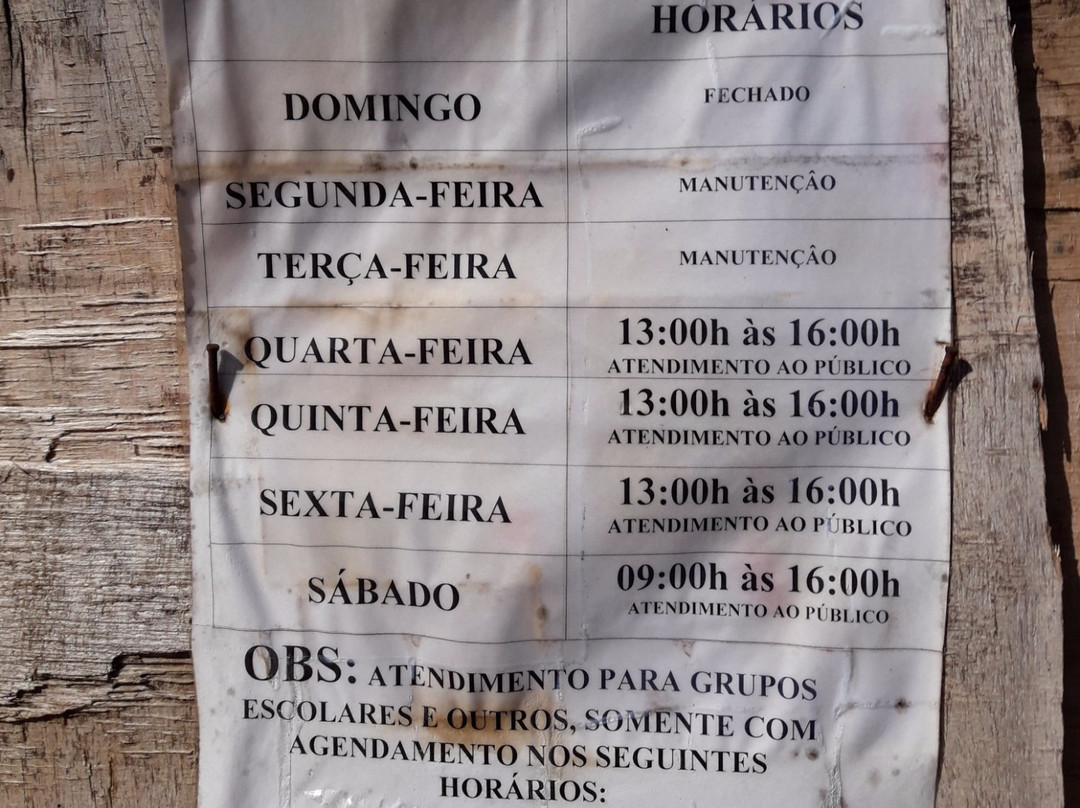 HORÁRIOS
DOMINGO
FECHADO
SEGUNDA-FEIRA
MANUTENÇÂO
TERÇA-FEIRA
MANUTENÇÂO
QUARTA-FEIRA
13:00h às 16:00h
ATENDIMENTO AO PÚBLICO
QUINTA-FEIRA
13:00h às 16:00h
ATENDIMENTO AO PÚBLICO
SEXTA-FEIRA
13:00h às 16:00h
ATENDIMENTO AO PÚBLICO
SÁBADO
09:00h às 16:00h
ATENDIMENTO AO PÚBLICO
OBS: ATENDIMENTO PARA GRUPOS
ESCOLARES E OUTROS, SOMENTE COM
AGENDAMENTO NOS SEGUINTES
HORÁRIOS: